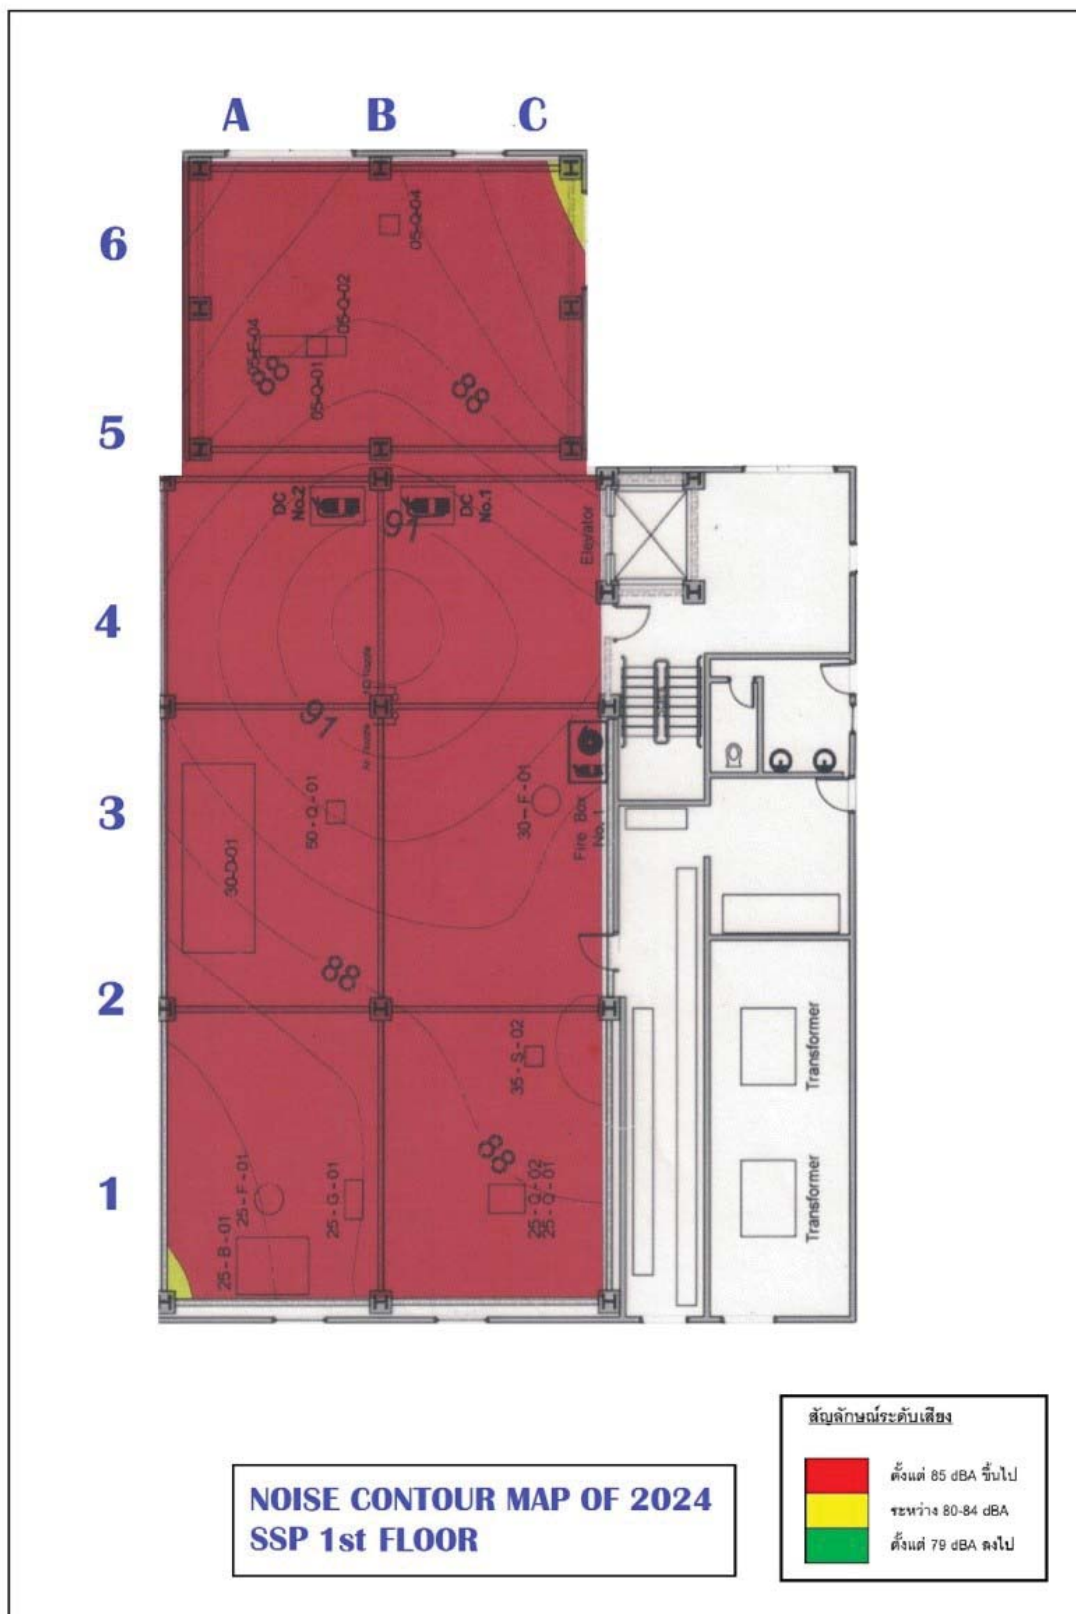 A B C
6
05-Q-04
05-Q-02
05-F-04
05-Q-01
5
DC
No.2
DC
No.1
91
Elevator
4
91
3
50-Q-01
30-F-01
Fire Box
No. 1
30-D-01
2
35-S-02
Transformer
1
25-F-01
25-G-01
25-Q-02
25-Q-01
25-B-01
Transformer
สัญลักษณ์ระดับเสียง
ตั้งแต่ 85 dBA ขึ้นไป
ระหว่าง 80-84 dBA
ตั้งแต่ 79 dBA ลงไป
NOISE CONTOUR MAP OF 2024
SSP 1st FLOOR